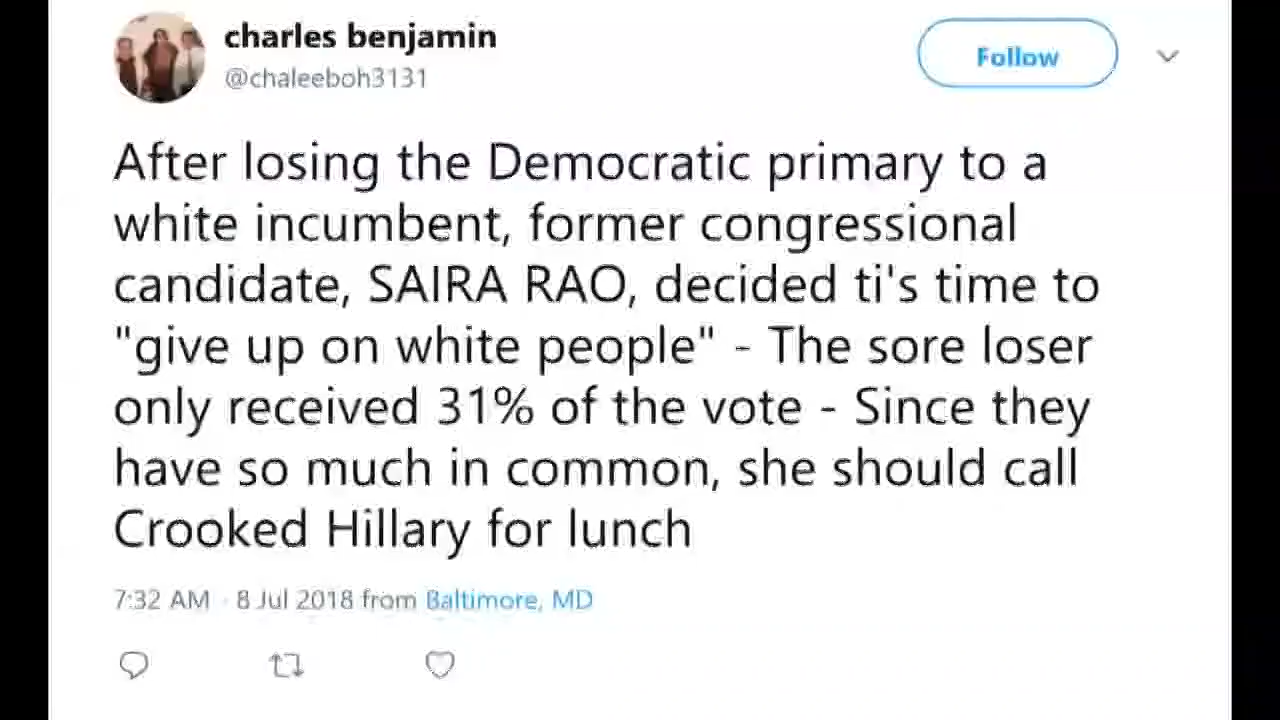 charles benjamin
@chaleeboh3131
Follow
After losing the Democratic primary to a
white incumbent, former congressional
candidate, SAIRA RAO, decided ti's time to
"give up on white people" - The sore loser
only received 31% of the vote - Since they
have so much in common, she should call
Crooked Hillary for lunch
7:32 AM · 8 Jul 2018 from Baltimore, MD